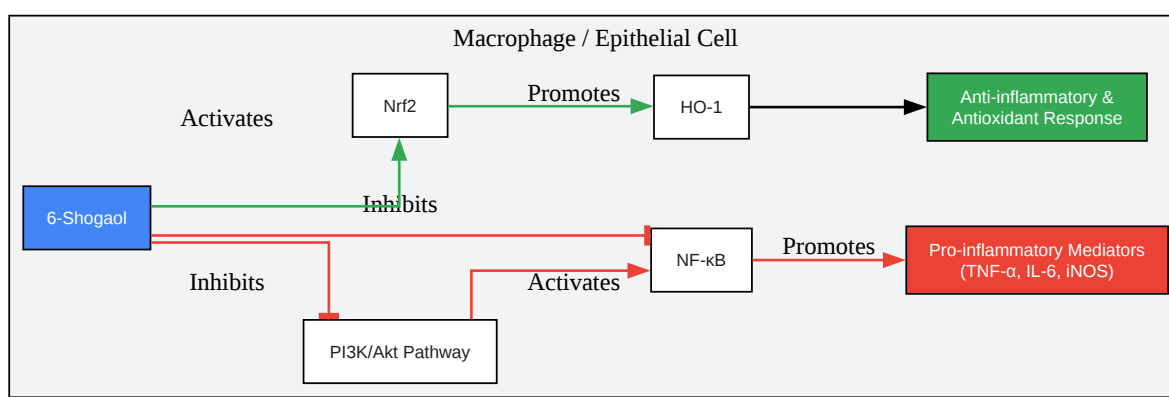 Macrophage / Epithelial Cell
Activates
Nrf2
Promotes
HO-1
Anti-inflammatory &
Antioxidant Response
6-Shogaol
Inhibits
Inhibits
NF-κB
Activates
Promotes
Pro-inflammatory Mediators
(TNF-α, IL-6, iNOS)
PI3K/Akt Pathway